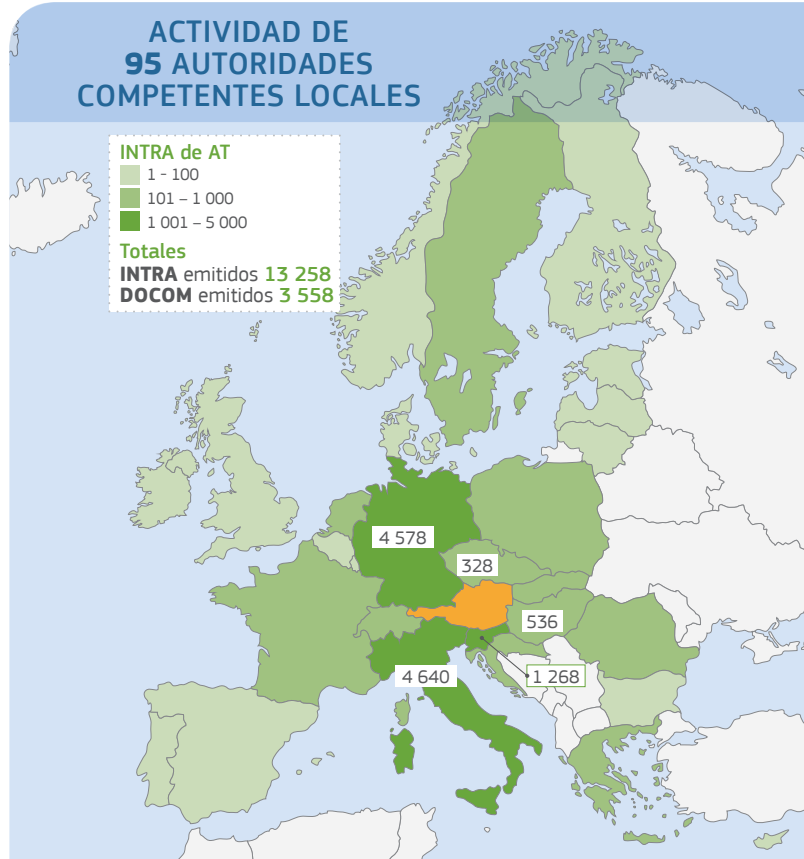 ACTIVIDAD DE
95 AUTORIDADES
COMPETENTES LOCALES
INTRA de AT
1 - 100
101 – 1 000
1 001 – 5 000
Totales
INTRA emitidos 13 258
DOCOM emitidos 3 558
4 578
328
536
4 640
1 268